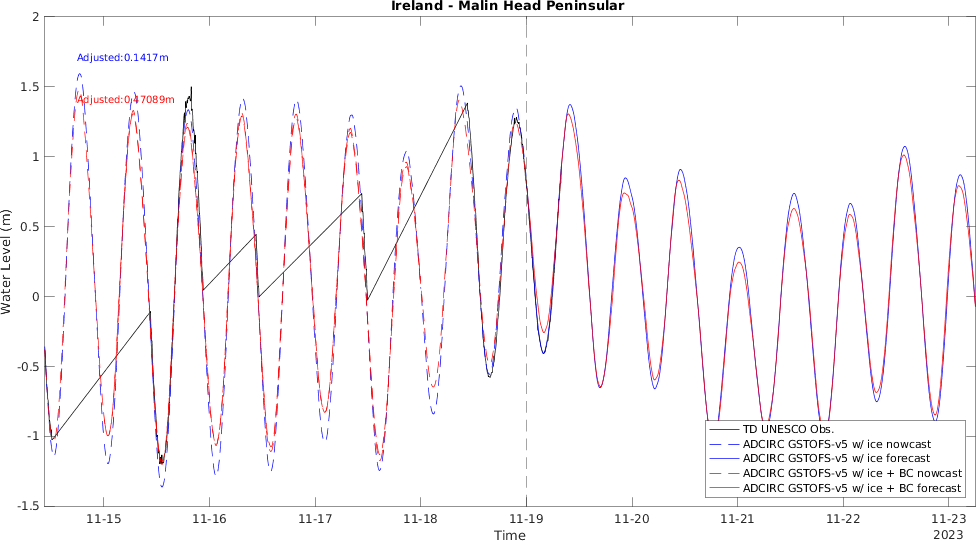 Ireland - Malin Head Peninsular
2
1.5
1
0.5
0
-0.5
-1
-1.5
Water Level (m)
Adjusted:0.1417m
Adjusted:0.47089m
TD UNESCO Obs.
ADCIRC GSTOFS-v5 w/ ice nowcast
ADCIRC GSTOFS-v5 w/ ice forecast
ADCIRC GSTOFS-v5 w/ ice + BC nowcast
ADCIRC GSTOFS-v5 w/ ice + BC forecast
11-15 11-16 11-17 11-18 11-19 11-20 11-21 11-22 11-23
2023
Time